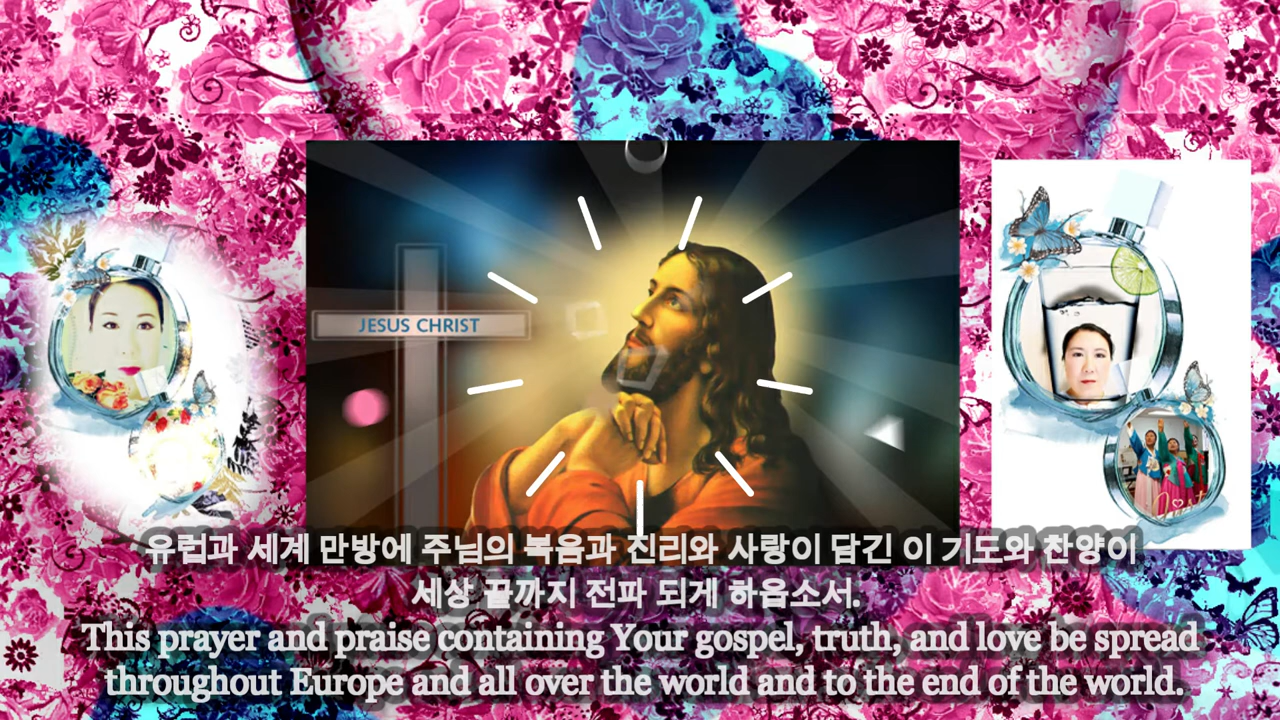 JESUS CHRIST
유럽과 세계 만방에 주님의 복음과 진리와 사랑이 담긴 이 기도와 찬양이
세상 끝까지 전파 되게 하옵소서.
This prayer and praise containing Your gospel, truth, and love be spread
throughout Europe and all over the world and to the end of the world.